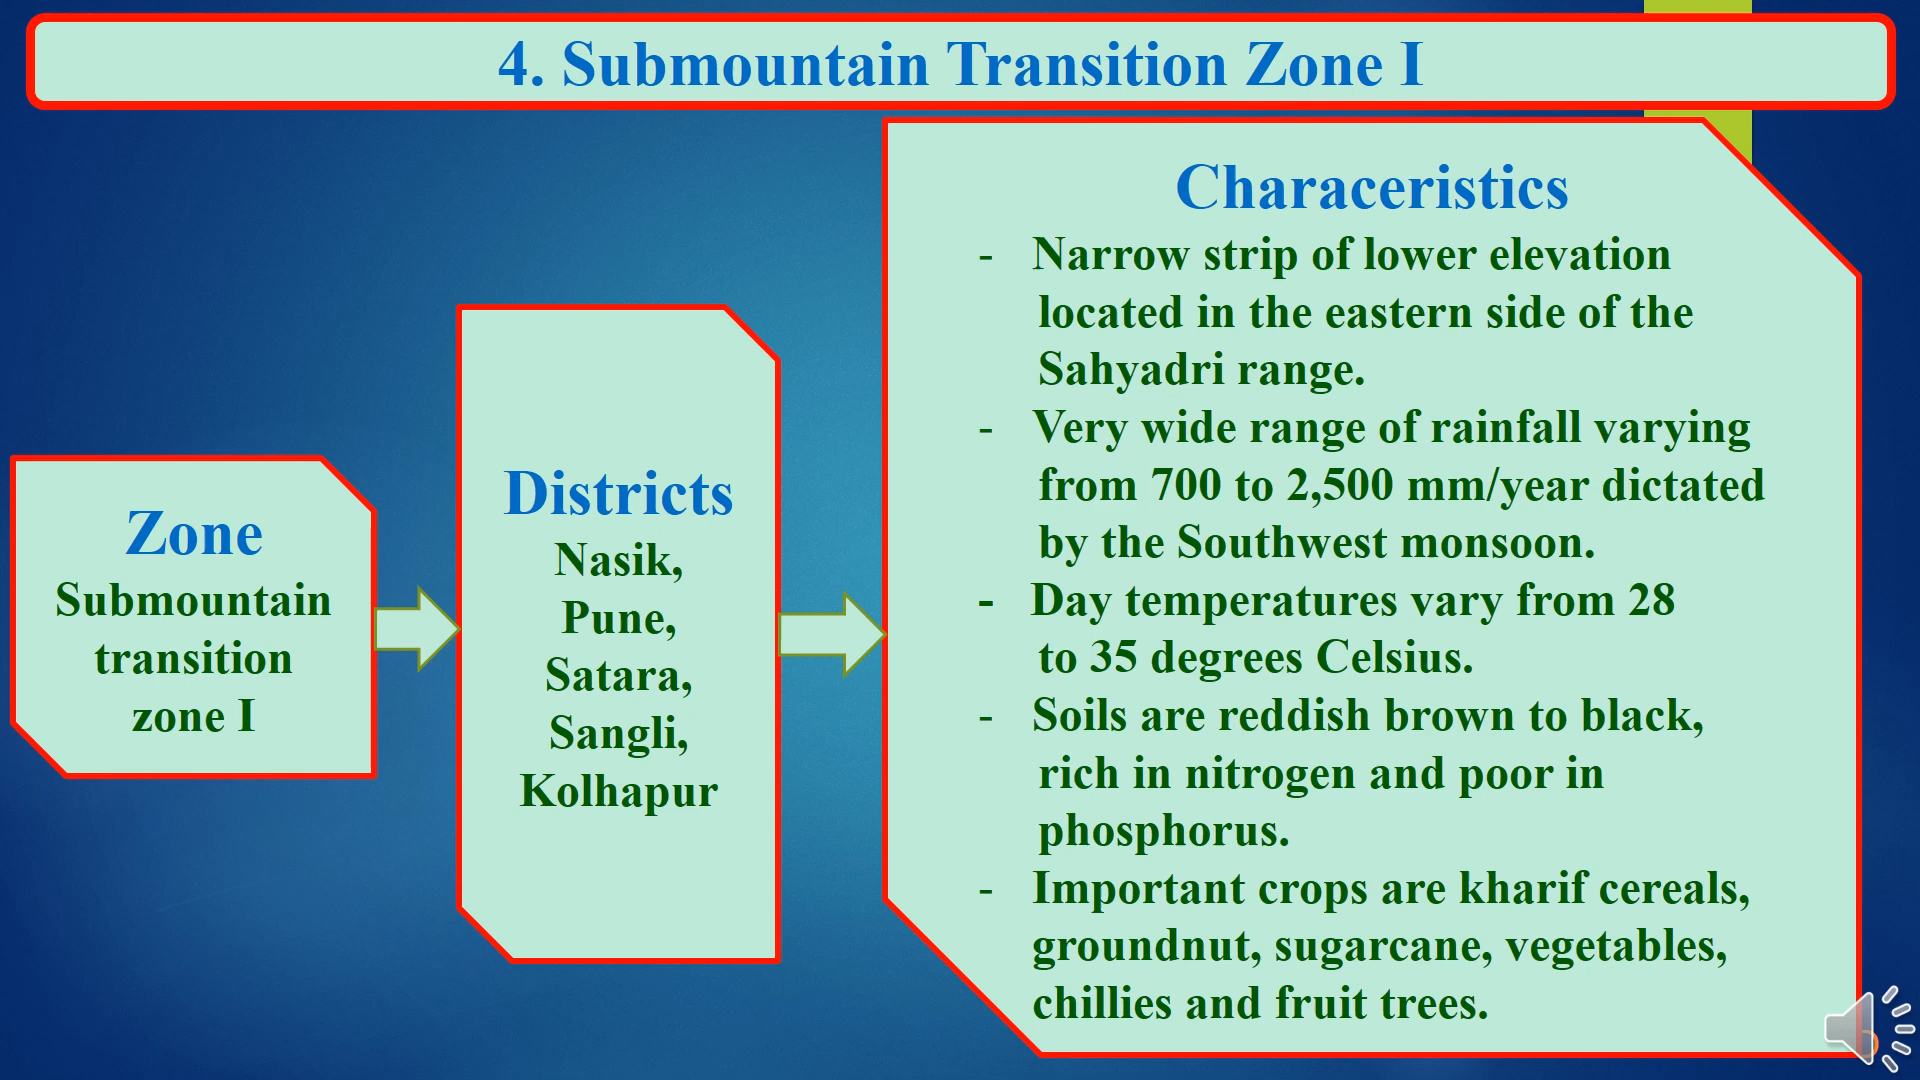 4. Submountain Transition Zone I
Zone
Submountain
transition
zone I
Districts
Nasik,
Pune,
Satara,
Sangli,
Kolhapur
Characeristics
- Narrow strip of lower elevation
located in the eastern side of the
Sahyadri range.
- Very wide range of rainfall varying
from 700 to 2,500 mm/year dictated
by the Southwest monsoon.
- Day temperatures vary from 28
to 35 degrees Celsius.
- Soils are reddish brown to black,
rich in nitrogen and poor in
phosphorus.
- Important crops are kharif cereals,
groundnut, sugarcane, vegetables,
chillies and fruit trees.